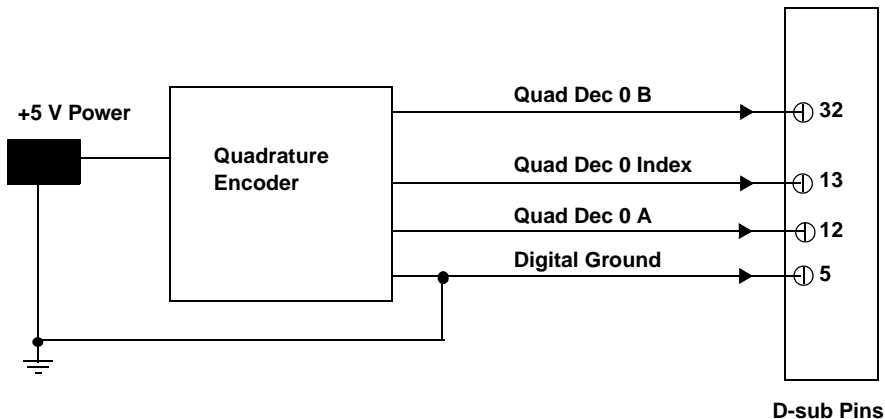 +5 V Power
Quadrature
Encoder
Quad Dec 0 B
32
Quad Dec 0 Index
13
Quad Dec 0 A
12
Digital Ground
5
D-sub Pins